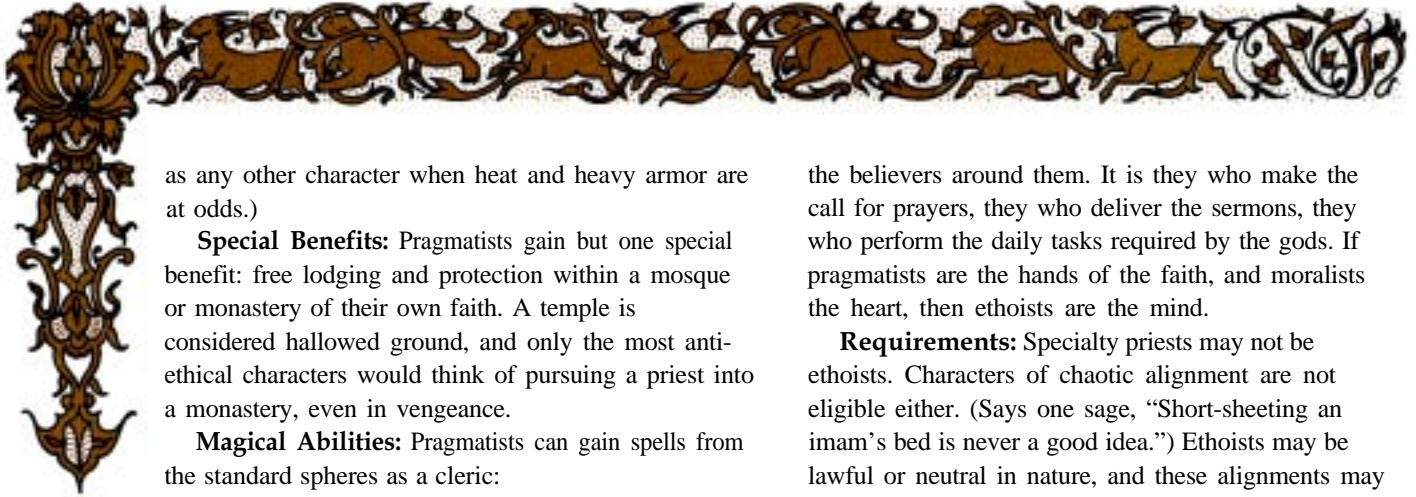 as any other character when heat and heavy armor are
at odds.)
Special Benefits: Pragmatists gain but one special
benefit: free lodging and protection within a mosque
or monastery of their own faith. A temple is
considered hallowed ground, and only the most anti-
ethical characters would think of pursuing a priest into
a monastery, even in vengeance.
Magical Abilities: Pragmatists can gain spells from
the standard spheres as a cleric:
the believers around them. It is they who make the
call for prayers, they who deliver the sermons, they
who perform the daily tasks required by the gods. If
pragmatists are the hands of the faith, and moralists
the heart, then ethoists are the mind.
Requirements: Specialty priests may not be
ethoists. Characters of chaotic alignment are not
eligible either. (Says one sage, “Short-sheeting an
imam’s bed is never a good idea.”) Ethoists may be
lawful or neutral in nature, and these alignments may